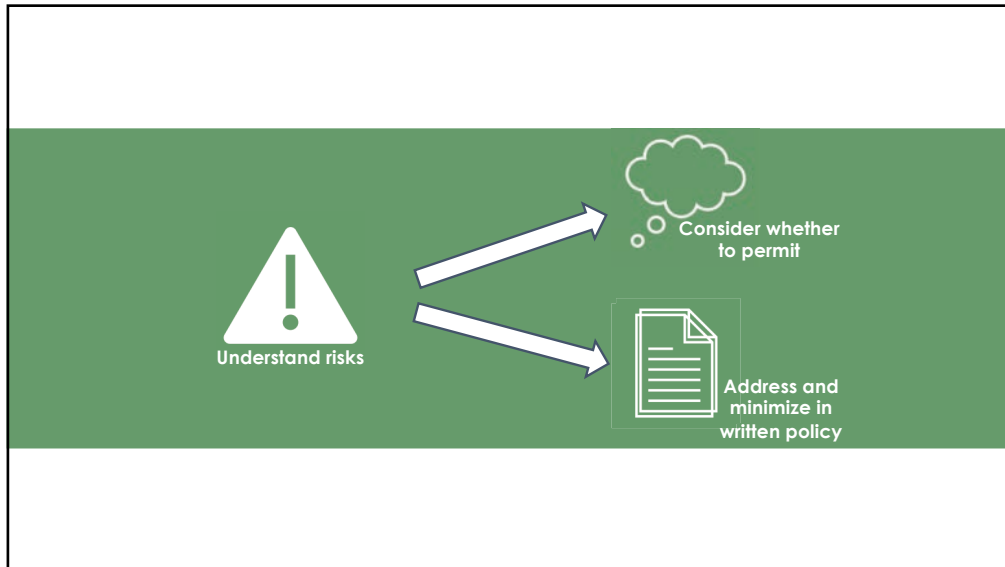 Understand risks
Consider whether
to permit
Address and
minimize in
written policy